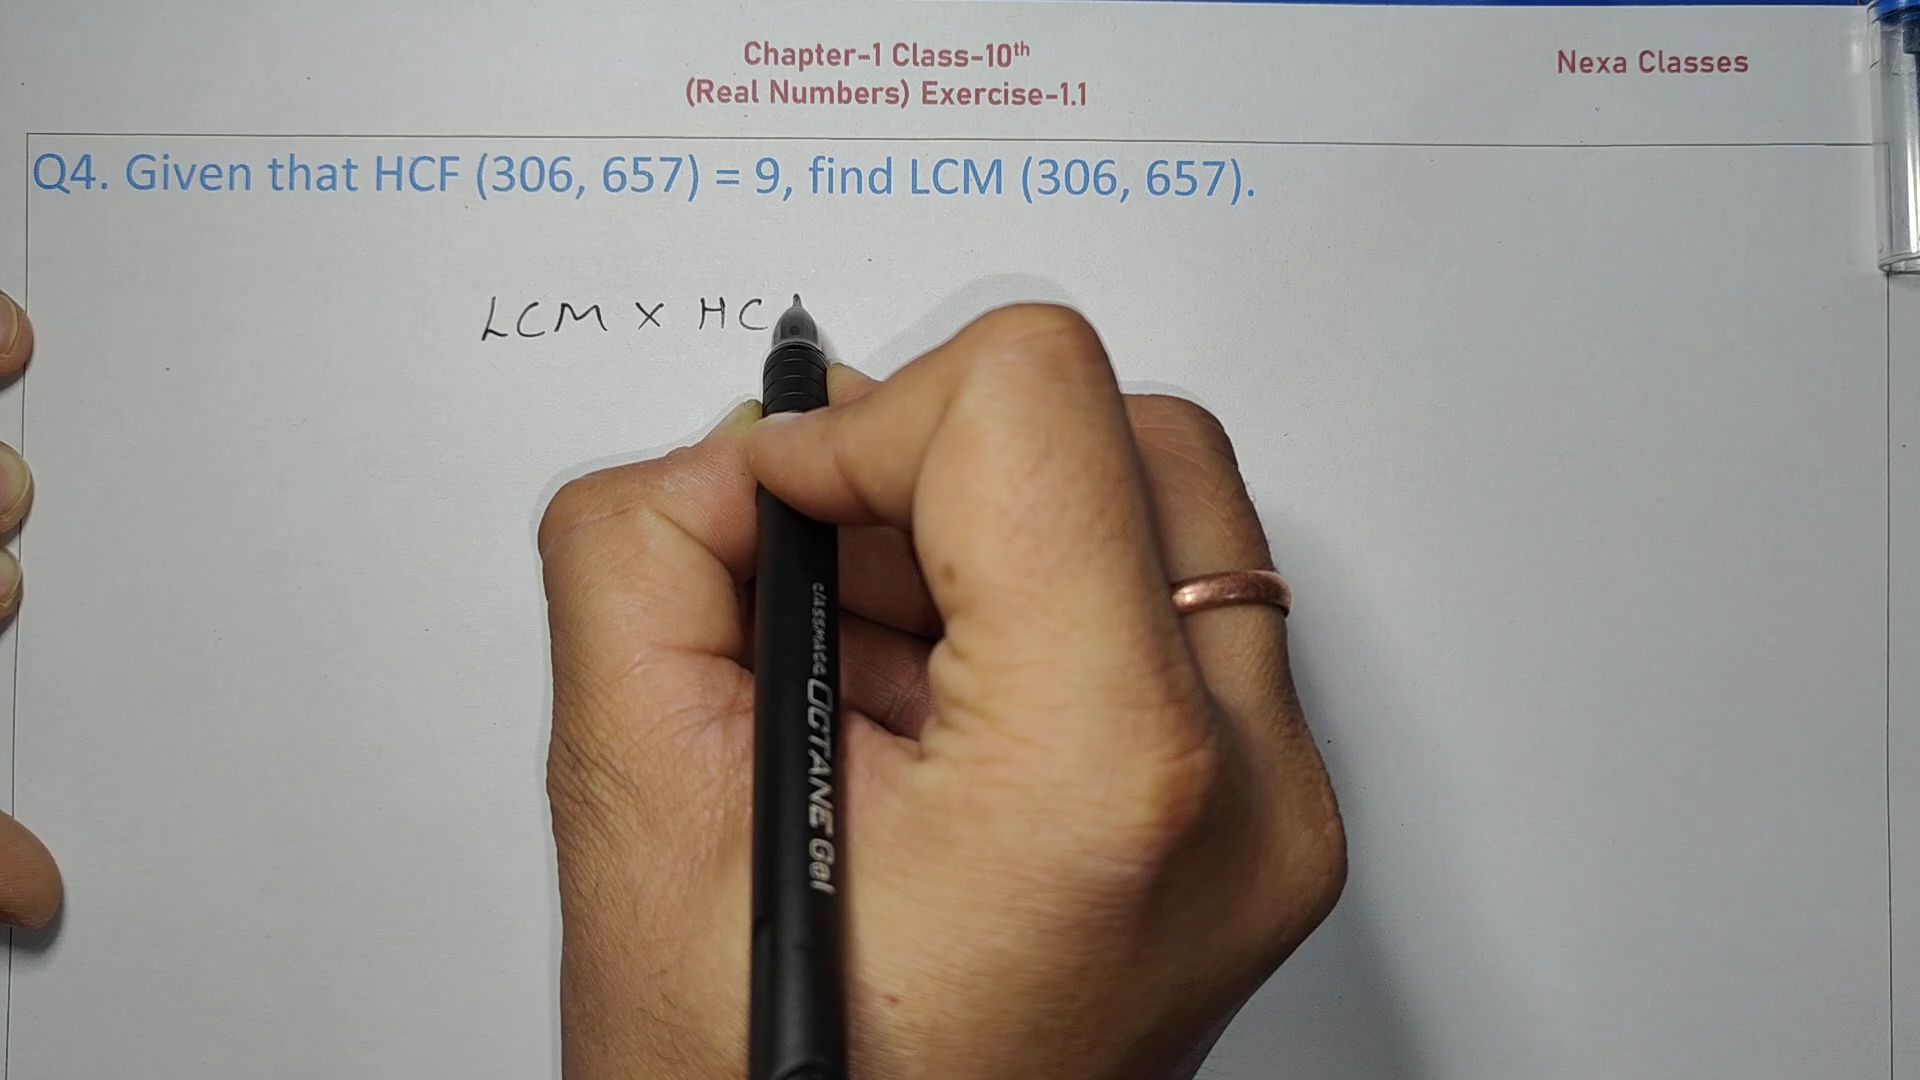 Chapter-1 Class-10th
(Real Numbers) Exercise-1.1
Nexa Classes
Q4. Given that HCF (306, 657) = 9, find LCM (306, 657).
LCM x HC
classmate OCTANE Gel